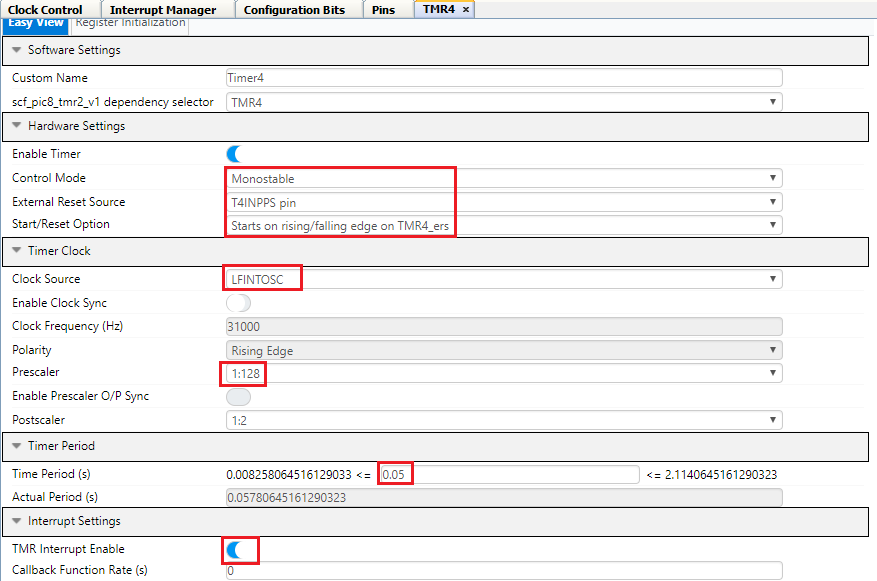 Clock Control Interrupt Manager Configuration Bits Pins TMR4 ×
Easy View Register Initialization
Software Settings
Custom Name Timer4
scf_pic8_tmr2_v1 dependency selector TMR4
Hardware Settings
Enable Timer
Control Mode Monostable
External Reset Source T4INPPS pin
Start/Reset Option Starts on rising/falling edge on TMR4_ers
Timer Clock
Clock Source LFINTOSC
Enable Clock Sync
Clock Frequency (Hz) 31000
Polarity Rising Edge
Prescaler 1:128
Enable Prescaler O/P Sync
Postscaler 1:2
Timer Period
Time Period (s) 0.008258064516129033 <= 0.05 <= 2.1140645161290323
Actual Period (s) 0.05780645161290323
Interrupt Settings
TMR Interrupt Enable
Callback Function Rate (s) 0